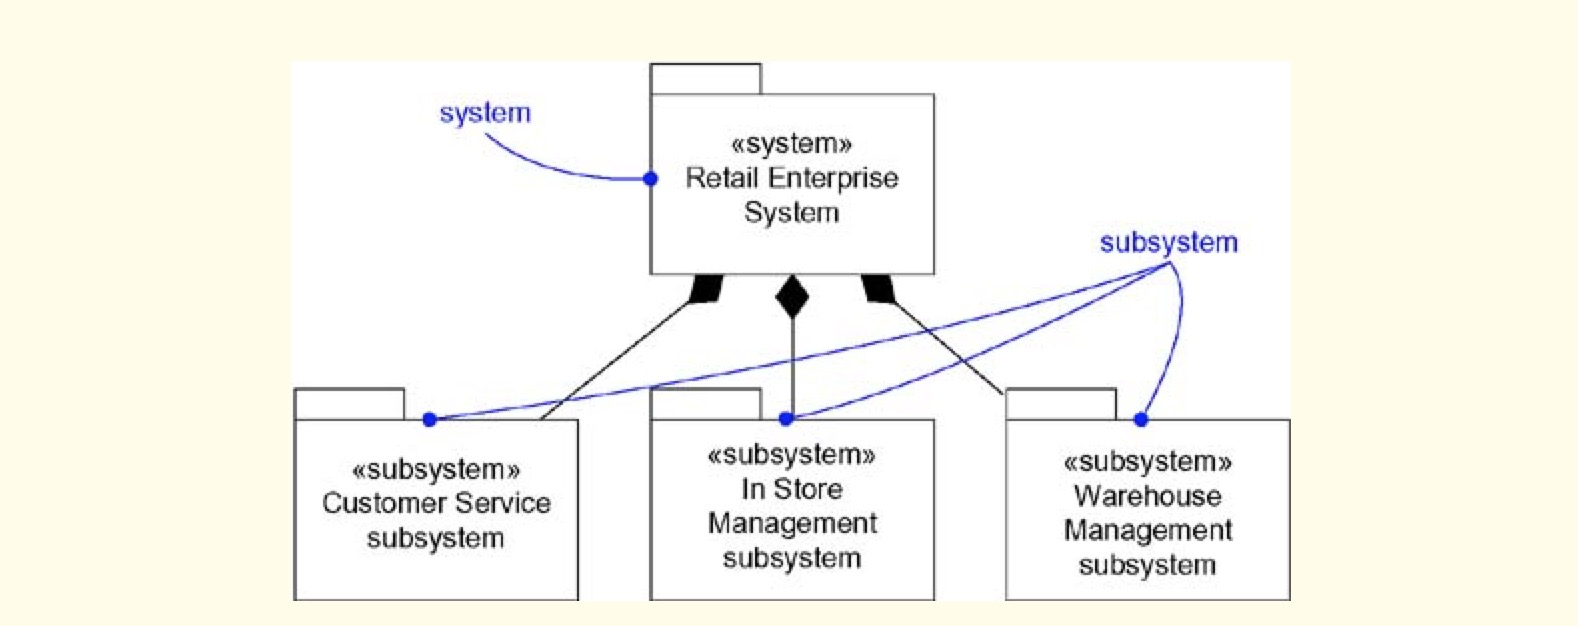 system
«system»
Retail Enterprise
System
subsystem
«subsystem»
Customer Service
subsystem
«subsystem»
In Store
Management
subsystem
«subsystem»
Warehouse
Management
subsystem